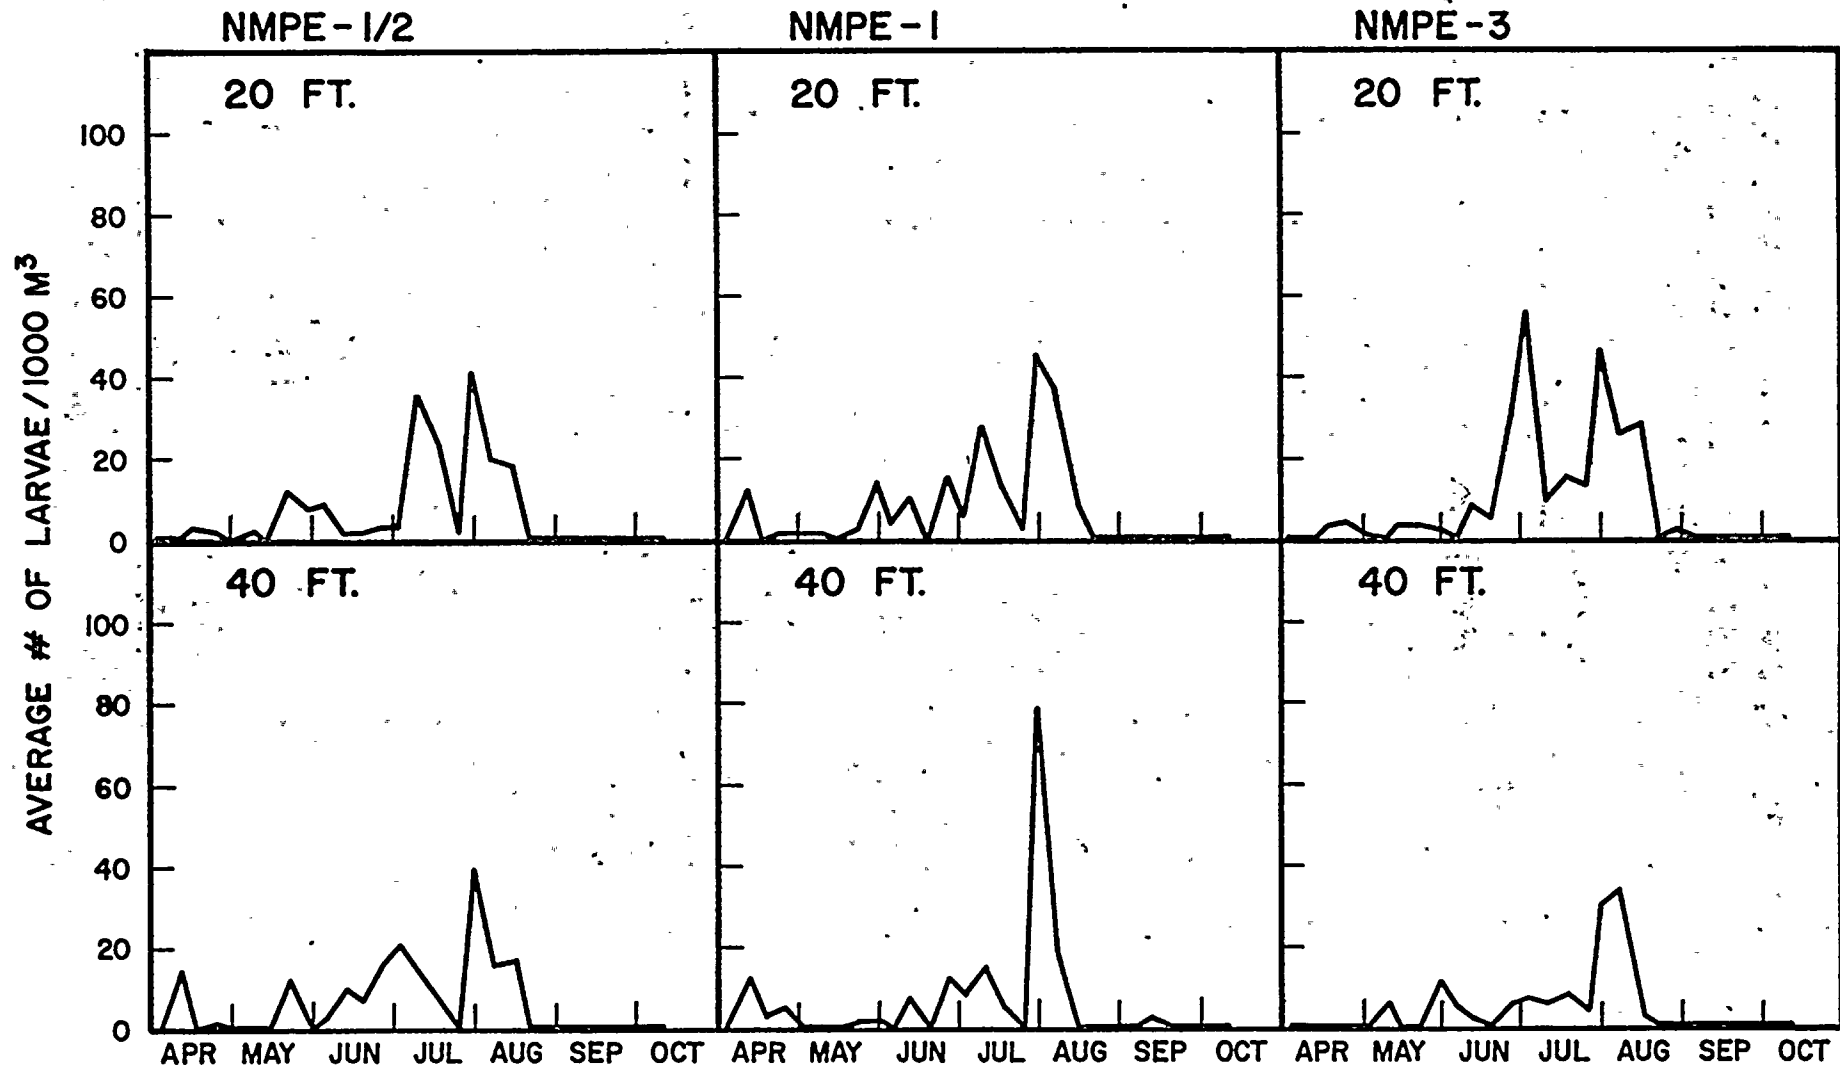 NMPE-1/2 NMPE-1 NMPE-3
20 FT. 20 FT. 20 FT.
100
80
60
40
20
0
AVERAGE # OF LARVAE/1000 M³
40 FT. 40 FT. 40 FT.
100
80
60
40
20
0
APR MAY JUN JUL AUG SEP OCT APR MAY JUN JUL AUG SEP OCT APR MAY JUN JUL AUG SEP OCT